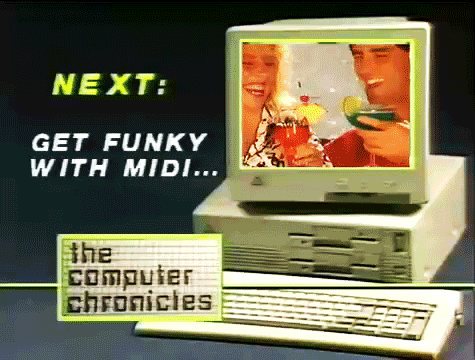 NEXT:
GET FUNKY
WITH MIDI...
the
computer
chronicles